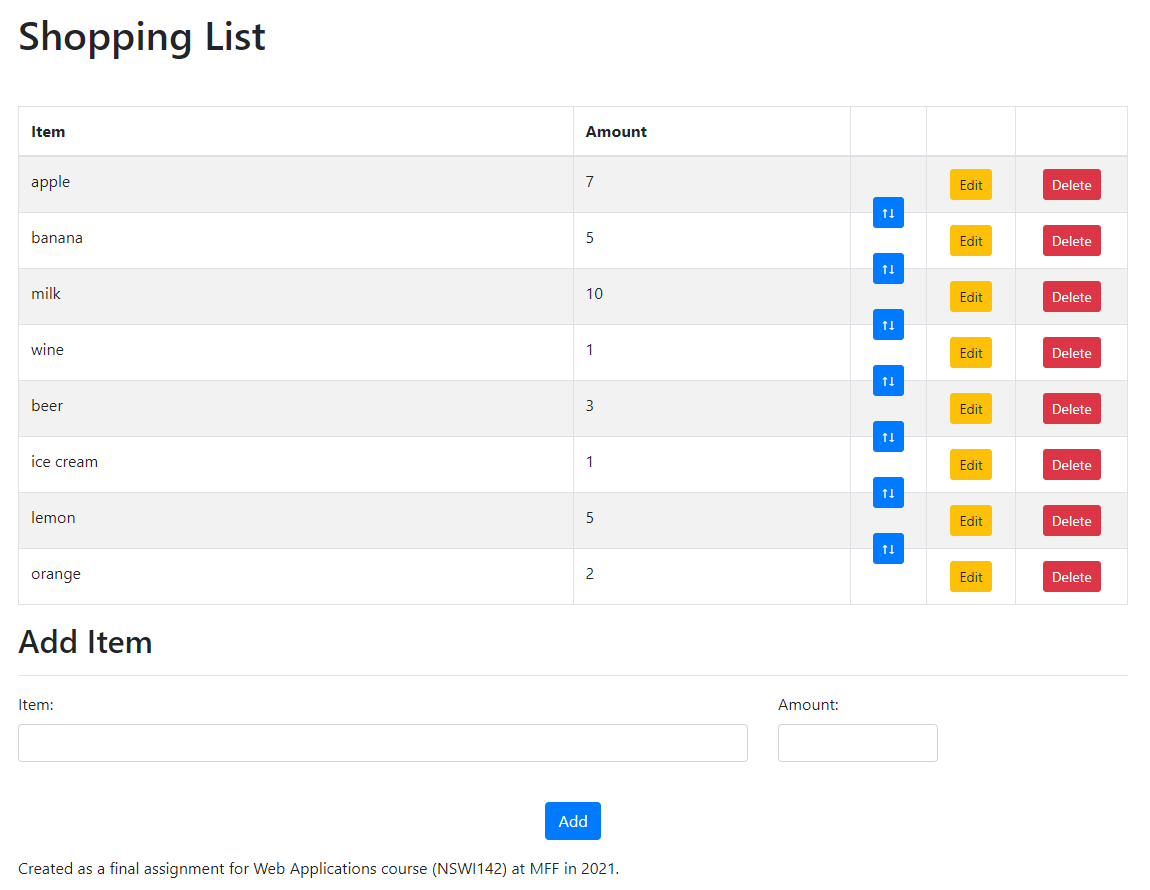 Shopping List
Item Amount
apple 7 Edit Delete
banana 5 Edit Delete
milk 10 Edit Delete
wine 1 Edit Delete
beer 3 Edit Delete
ice cream 1 Edit Delete
lemon 5 Edit Delete
orange 2 Edit Delete
Add Item
Item: Amount:
Add
Created as a final assignment for Web Applications course (NSWI142) at MFF in 2021.